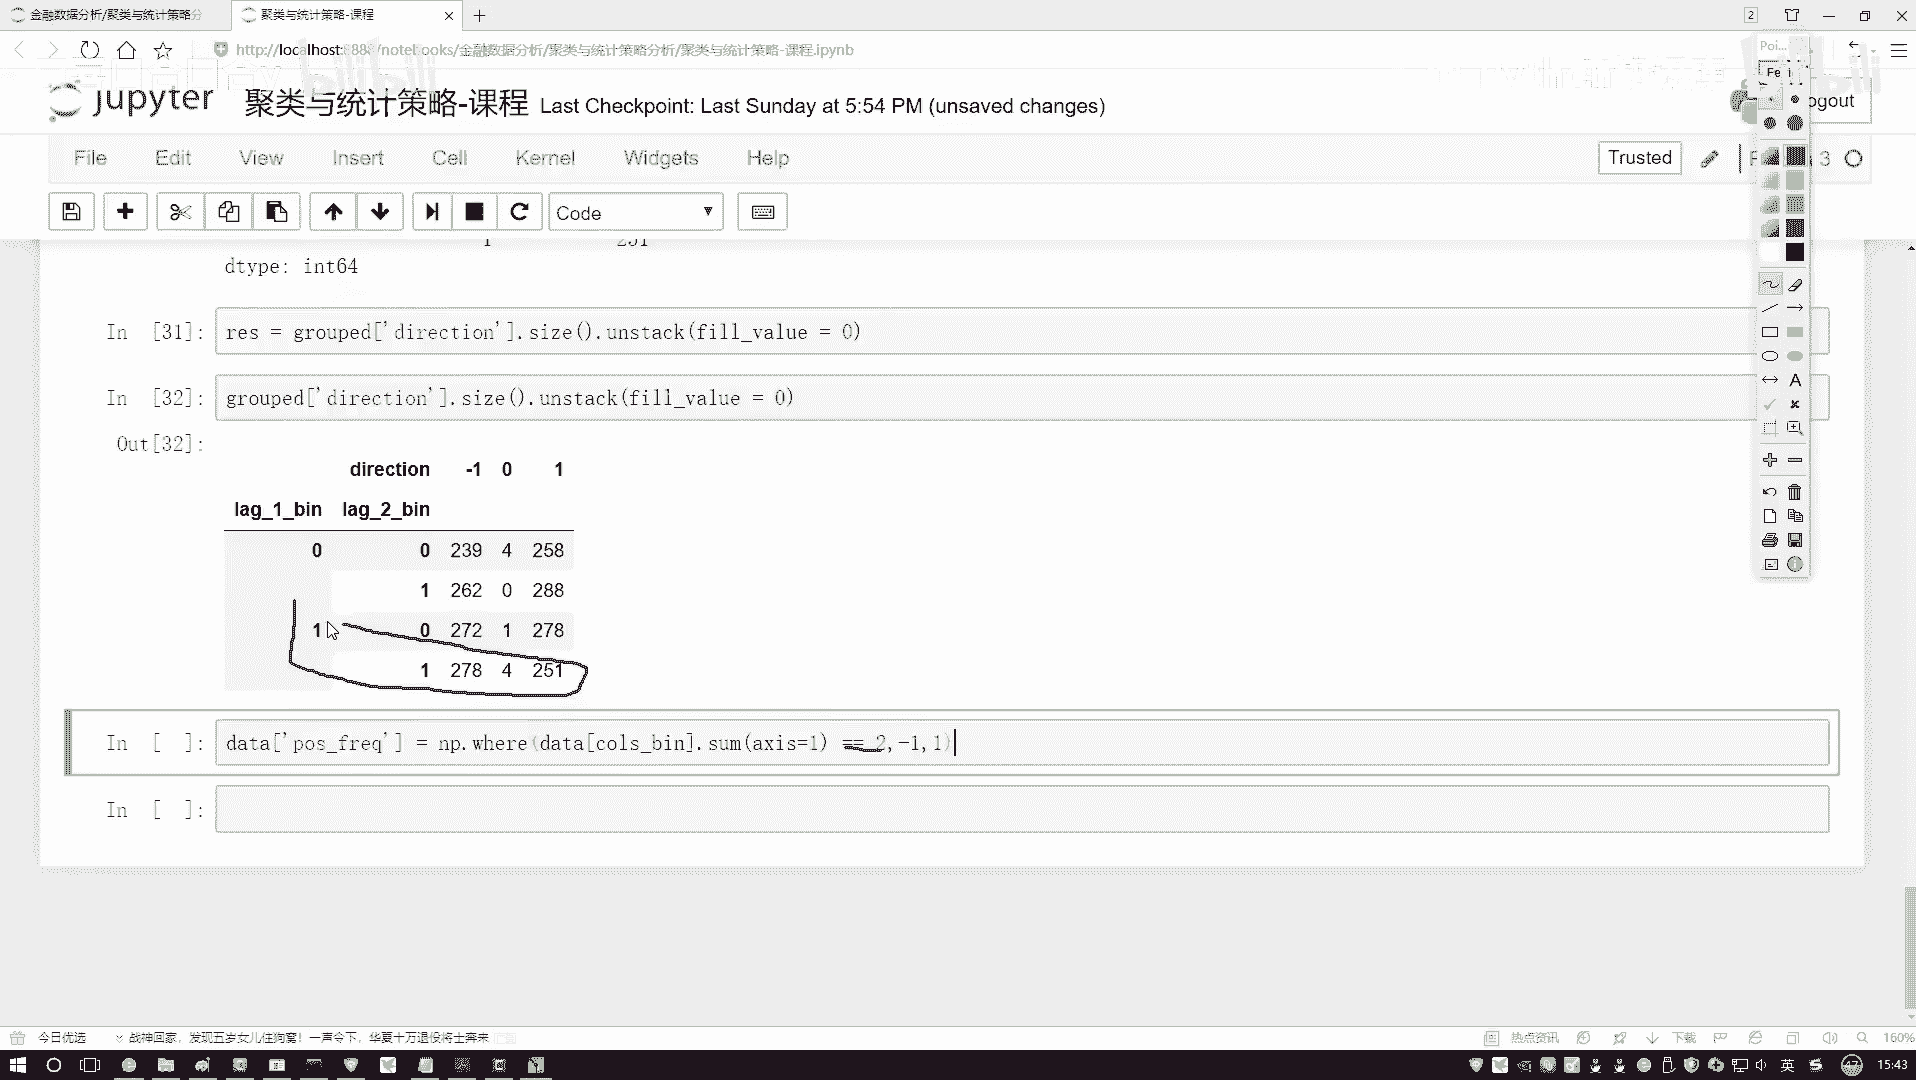 金融数据分析/聚类与统计策略分
聚类与统计策略-课程
2
http://localhost:888/notebooks/金融数据分析/聚类与统计策略分析/聚类与统计策略-课程.ipynb
bilibili
Poi...
jupyter 聚类与统计策略-课程 Last Checkpoint: Last Sunday at 5:54 PM (unsaved changes)
ogout
File Edit View Insert Cell Kernel Widgets Help
Trusted
3
Code
1 251
dtype: int64
In [31]: res = grouped['direction'].size().unstack(fill_value = 0)
In [32]: grouped['direction'].size().unstack(fill_value = 0)
Out[32]:
direction -1 0 1
lag_1_bin lag_2_bin
0 0 239 4 258
1 262 0 288
1 0 272 1 278
1 278 4 251
In [ ]: data['pos_freq'] = np.where(data[cols_bin].sum(axis=1) == 2,-1,1)
In [ ]:
今日优选 战神回家，发现五岁女儿住狗窝！一声令下，华夏十万退役将士奔来
热点资讯 下载 160%
英 47 15:43